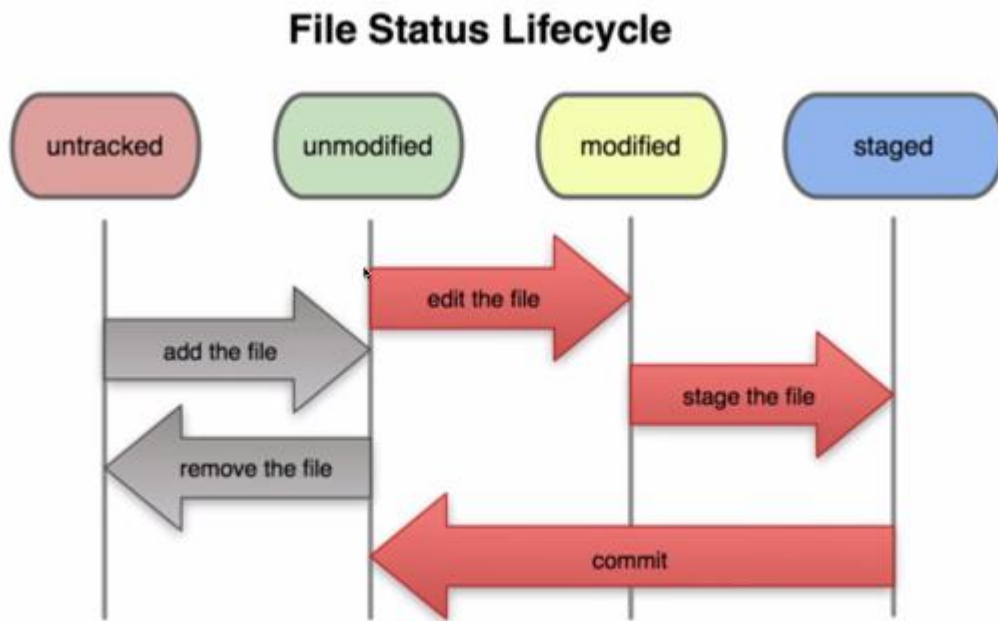 File Status Lifecycle
untracked
unmodified
modified
staged
edit the file
add the file
stage the file
remove the file
commit